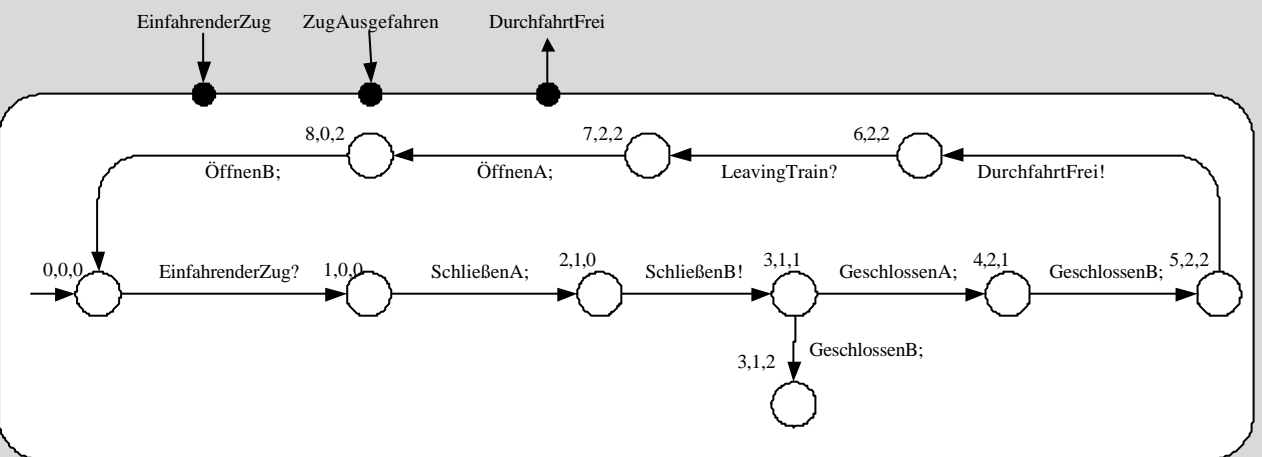 EinfahrenderZug ZugAusgefahren DurchfahrtFrei
8,0,2 7,2,2 6,2,2
ÖffnenB; ÖffnenA; LeavingTrain? DurchfahrtFrei!
0,0,0 EinfahrenderZug? 1,0,0 SchließenA; 2,1,0 SchließenB! 3,1,1 GeschlossenA; 4,2,1 GeschlossenB; 5,2,2
GeschlossenB;
3,1,2